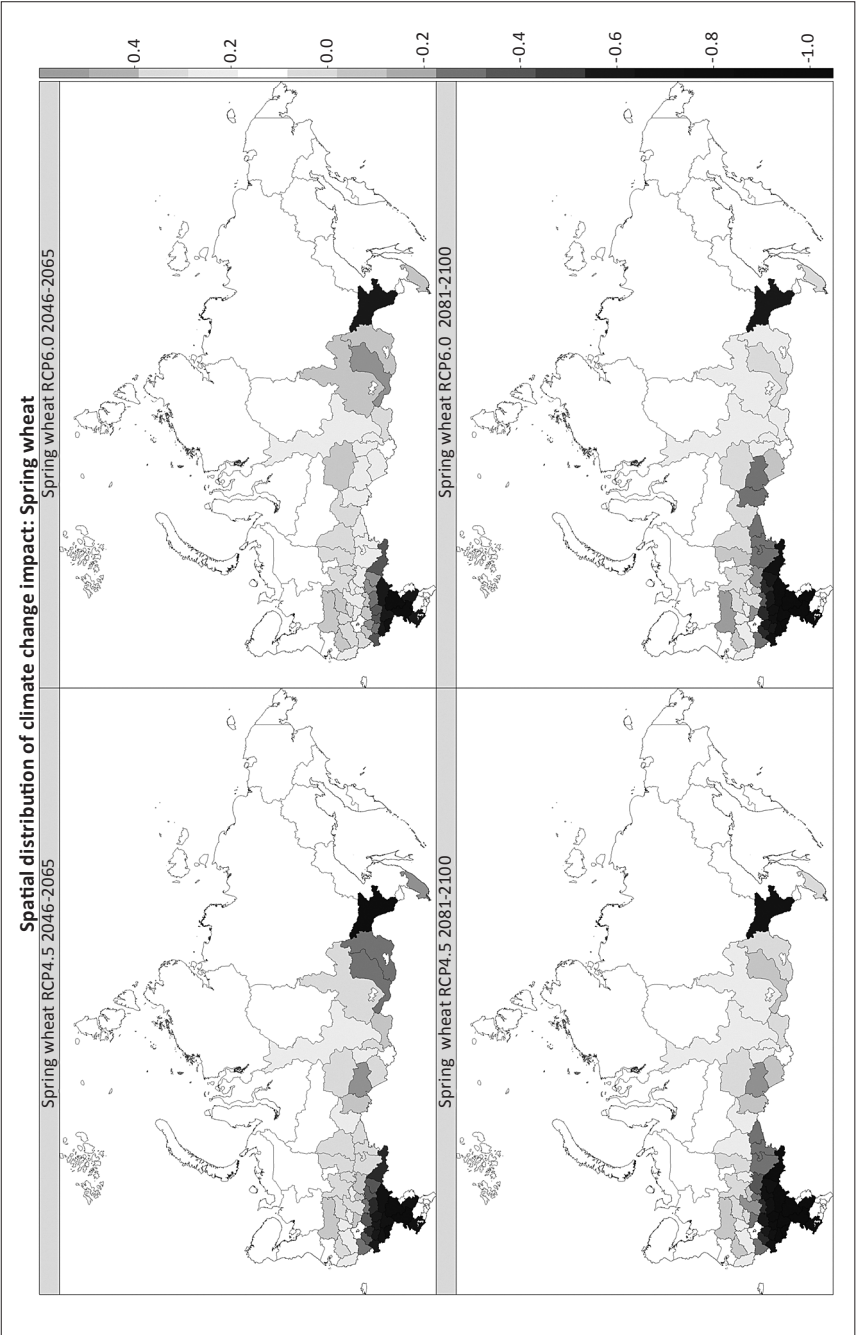 Spatial distribution of climate change impact: Spring wheat
Spring wheat RCP4.5 2046-2065
Spring wheat RCP6.0 2046-2065
Spring wheat RCP4.5 2081-2100
Spring wheat RCP6.0 2081-2100
0.4
0.2
0.0
-0.2
-0.4
-0.6
-0.8
-1.0